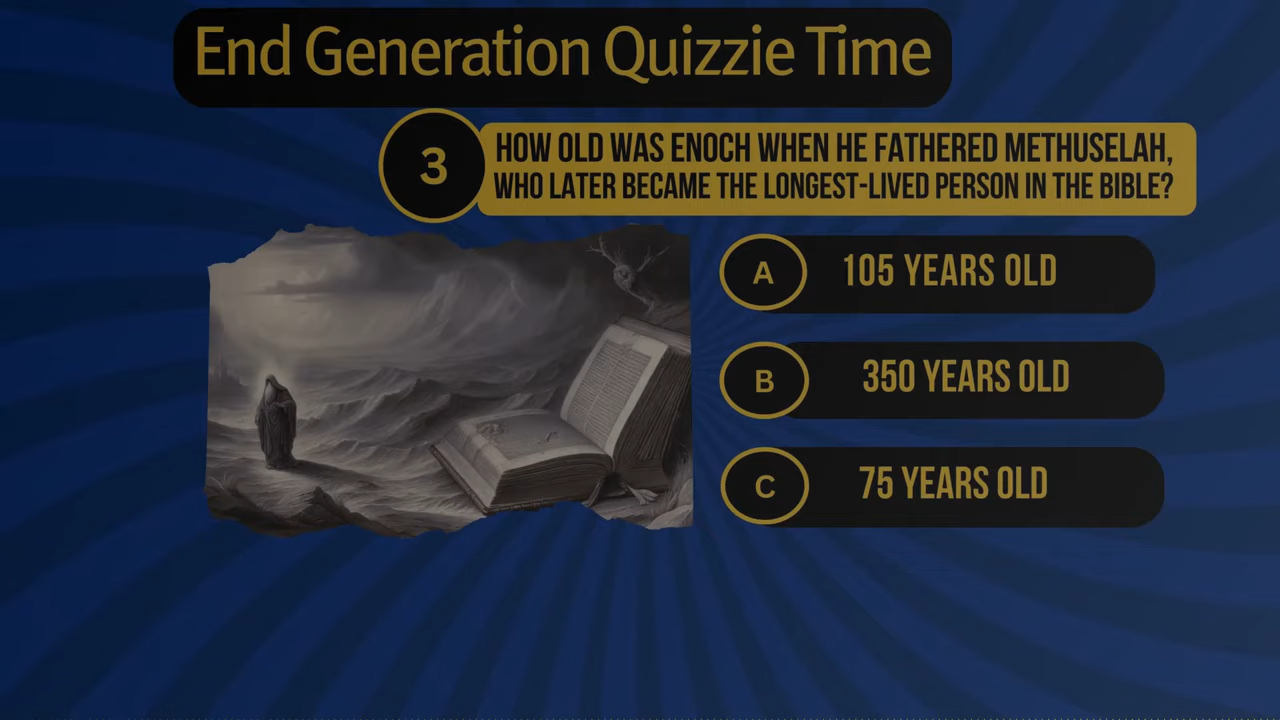 End Generation Quizzie Time
3
HOW OLD WAS ENOCH WHEN HE FATHERED METHUSELAH,
WHO LATER BECAME THE LONGEST-LIVED PERSON IN THE BIBLE?
A 105 YEARS OLD
B 350 YEARS OLD
C 75 YEARS OLD